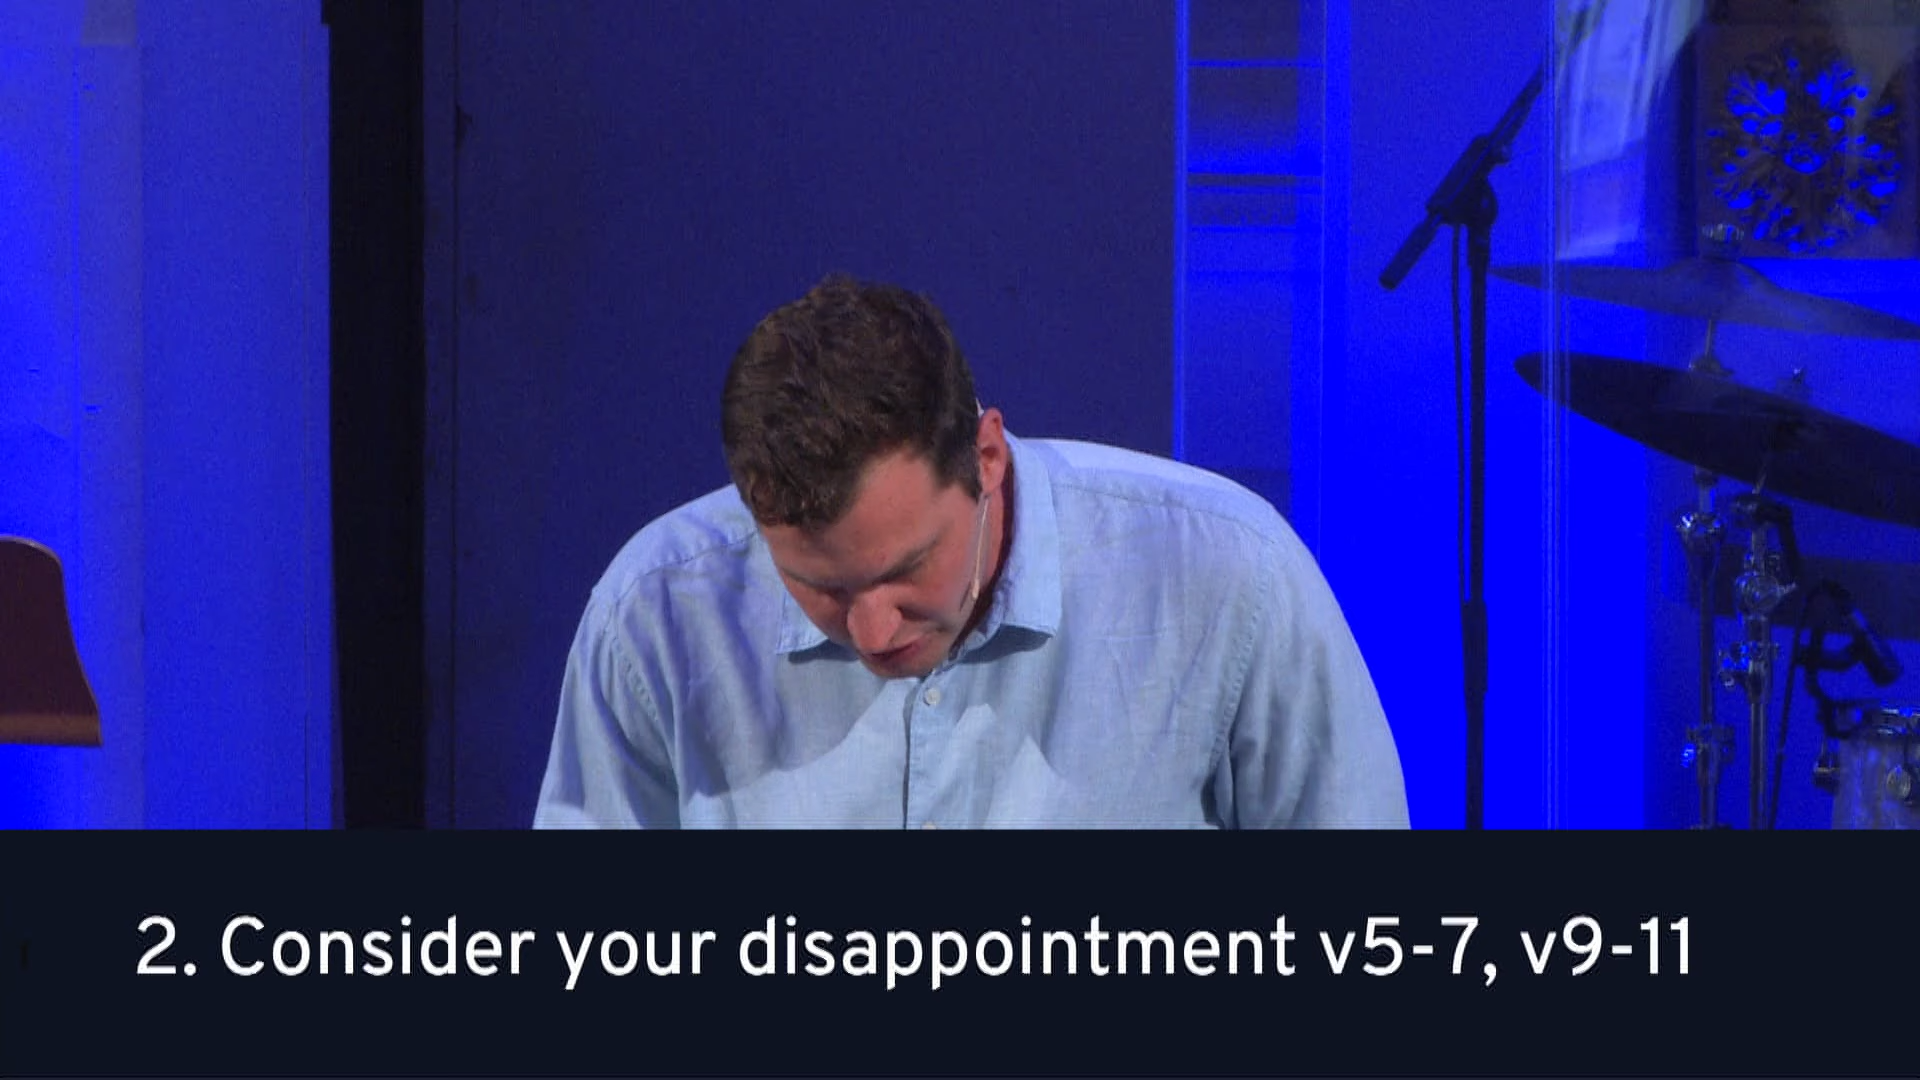 2. Consider your disappointment v5-7, v9-11